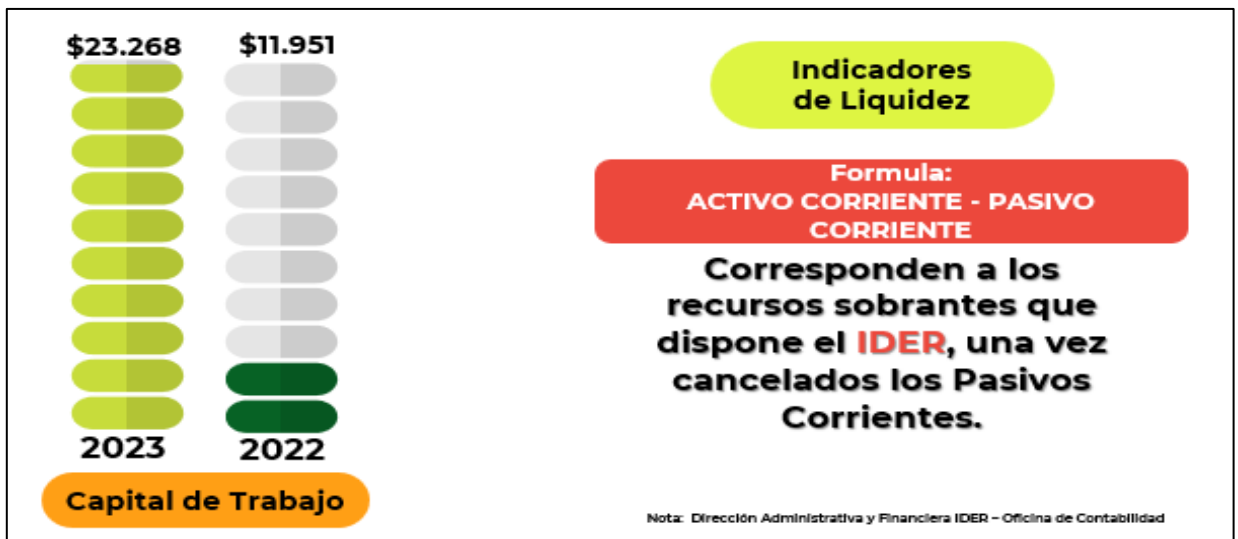 $23.268 $11.951
2023 2022
Capital de Trabajo
Indicadores
de Liquidez
Formula:
ACTIVO CORRIENTE - PASIVO
CORRIENTE
Corresponden a los
recursos sobrantes que
dispone el IDER, una vez
cancelados los Pasivos
Corrientes.
Nota: Dirección Administrativa y Financiera IDER – Oficina de Contabilidad